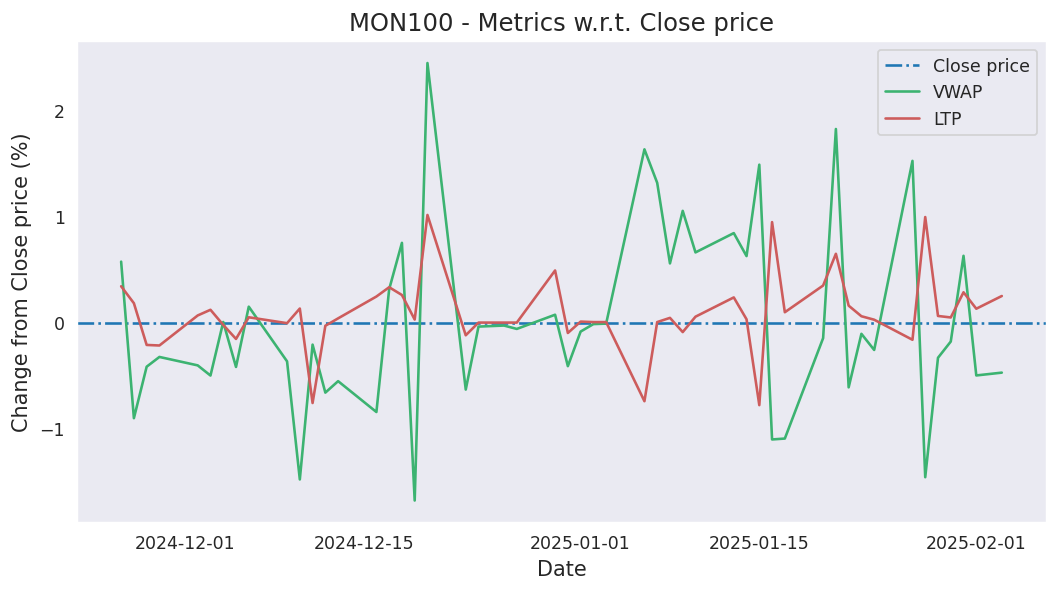 MON100 - Metrics w.r.t. Close price
Close price
VWAP
LTP
Change from Close price (%)
2
1
0
−1
2024-12-01
2024-12-15
2025-01-01
2025-01-15
2025-02-01
Date